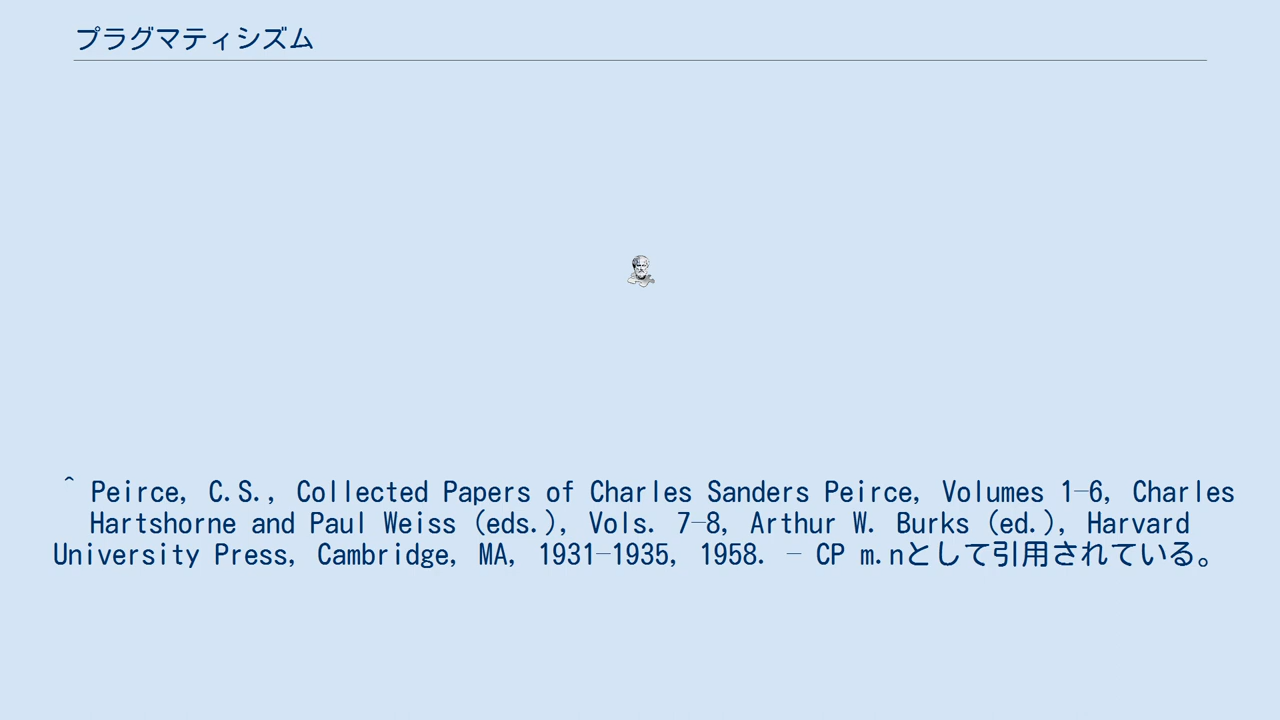 プラグマティシズム
^ Peirce, C.S., Collected Papers of Charles Sanders Peirce, Volumes 1–6, Charles
Hartshorne and Paul Weiss (eds.), Vols. 7–8, Arthur W. Burks (ed.), Harvard
University Press, Cambridge, MA, 1931–1935, 1958. – CP m.nとして引用されている。